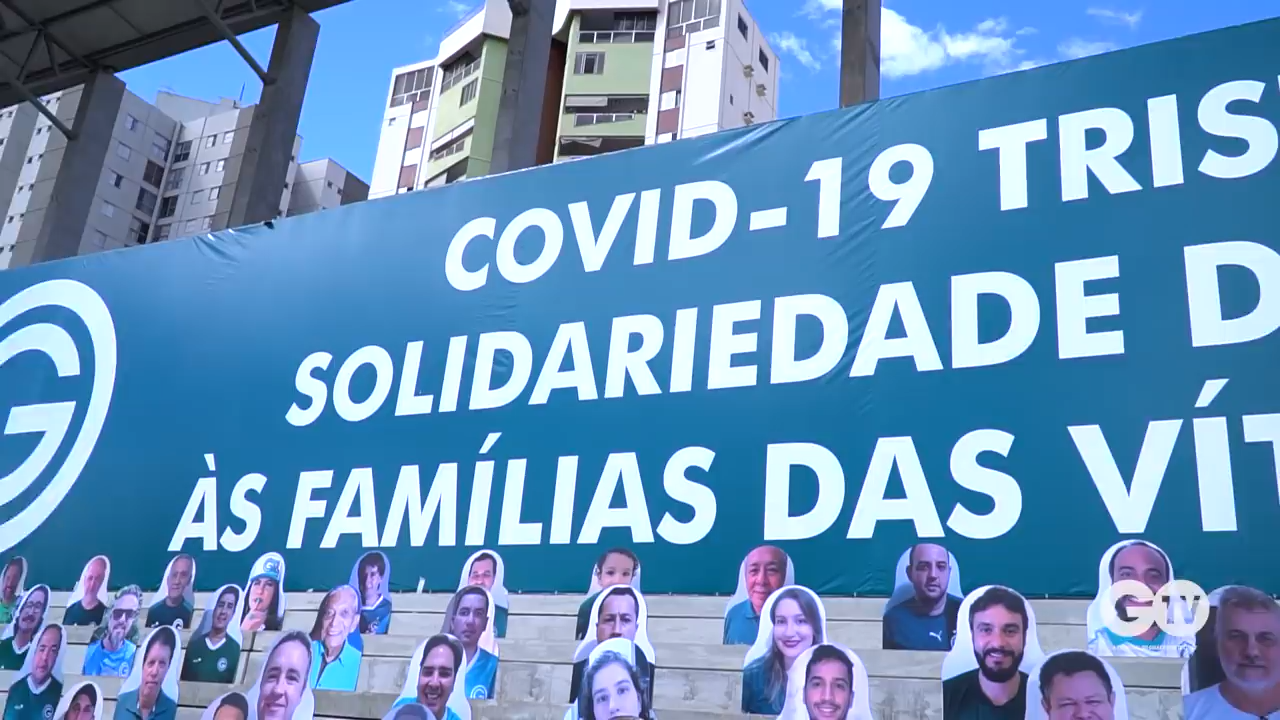 COVID-19 TRIS
SOLIDARIEDADE D
ÀS FAMÍLIAS DAS VÍT
G
GTV